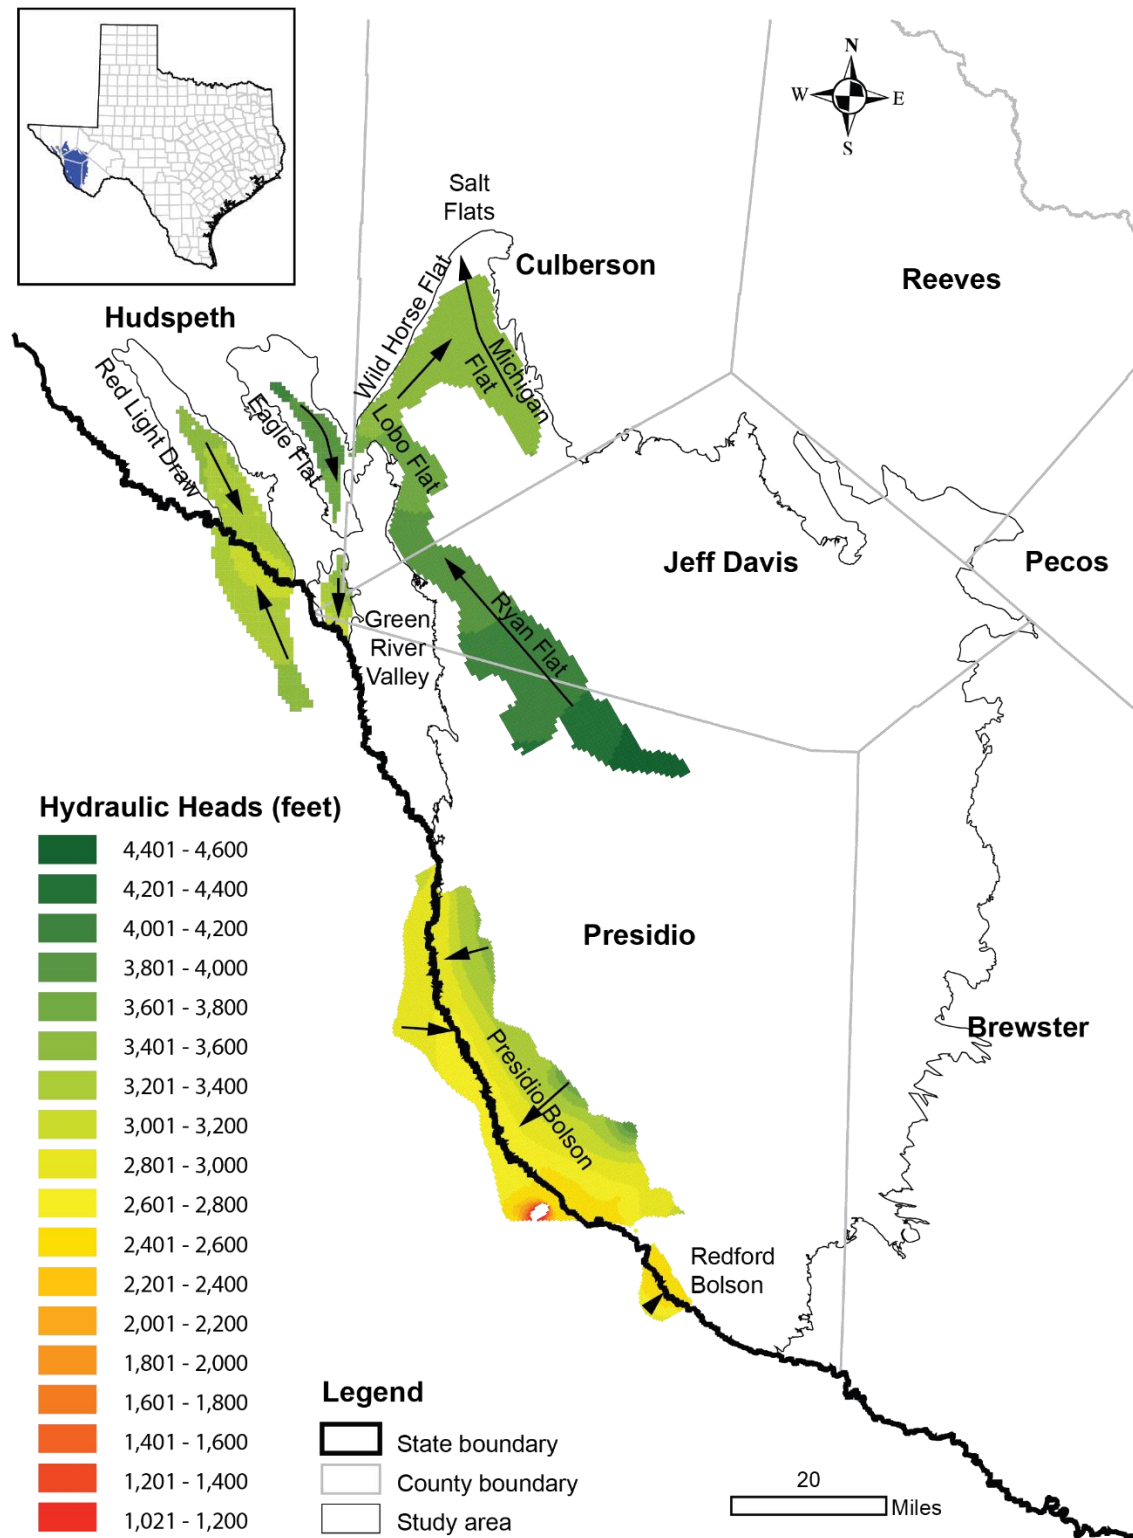 N
W
E
S
Salt
Flats
Culberson
Reeves
Hudspeth
Wild Horse Flat
Michigan
Flat
Red Light Draw
Eagle Flat
Lobo Flat
Jeff Davis
Pecos
Ryan Flat
Green
River
Valley
Hydraulic Heads (feet)
4,401 - 4,600
4,201 - 4,400
4,001 - 4,200
3,801 - 4,000
3,601 - 3,800
3,401 - 3,600
3,201 - 3,400
3,001 - 3,200
2,801 - 3,000
2,601 - 2,800
2,401 - 2,600
2,201 - 2,400
2,001 - 2,200
1,801 - 2,000
1,601 - 1,800
1,401 - 1,600
1,201 - 1,400
1,021 - 1,200
Presidio
Brewster
Presidio Bolson
Redford
Bolson
Legend
State boundary
County boundary
Study area
20
Miles